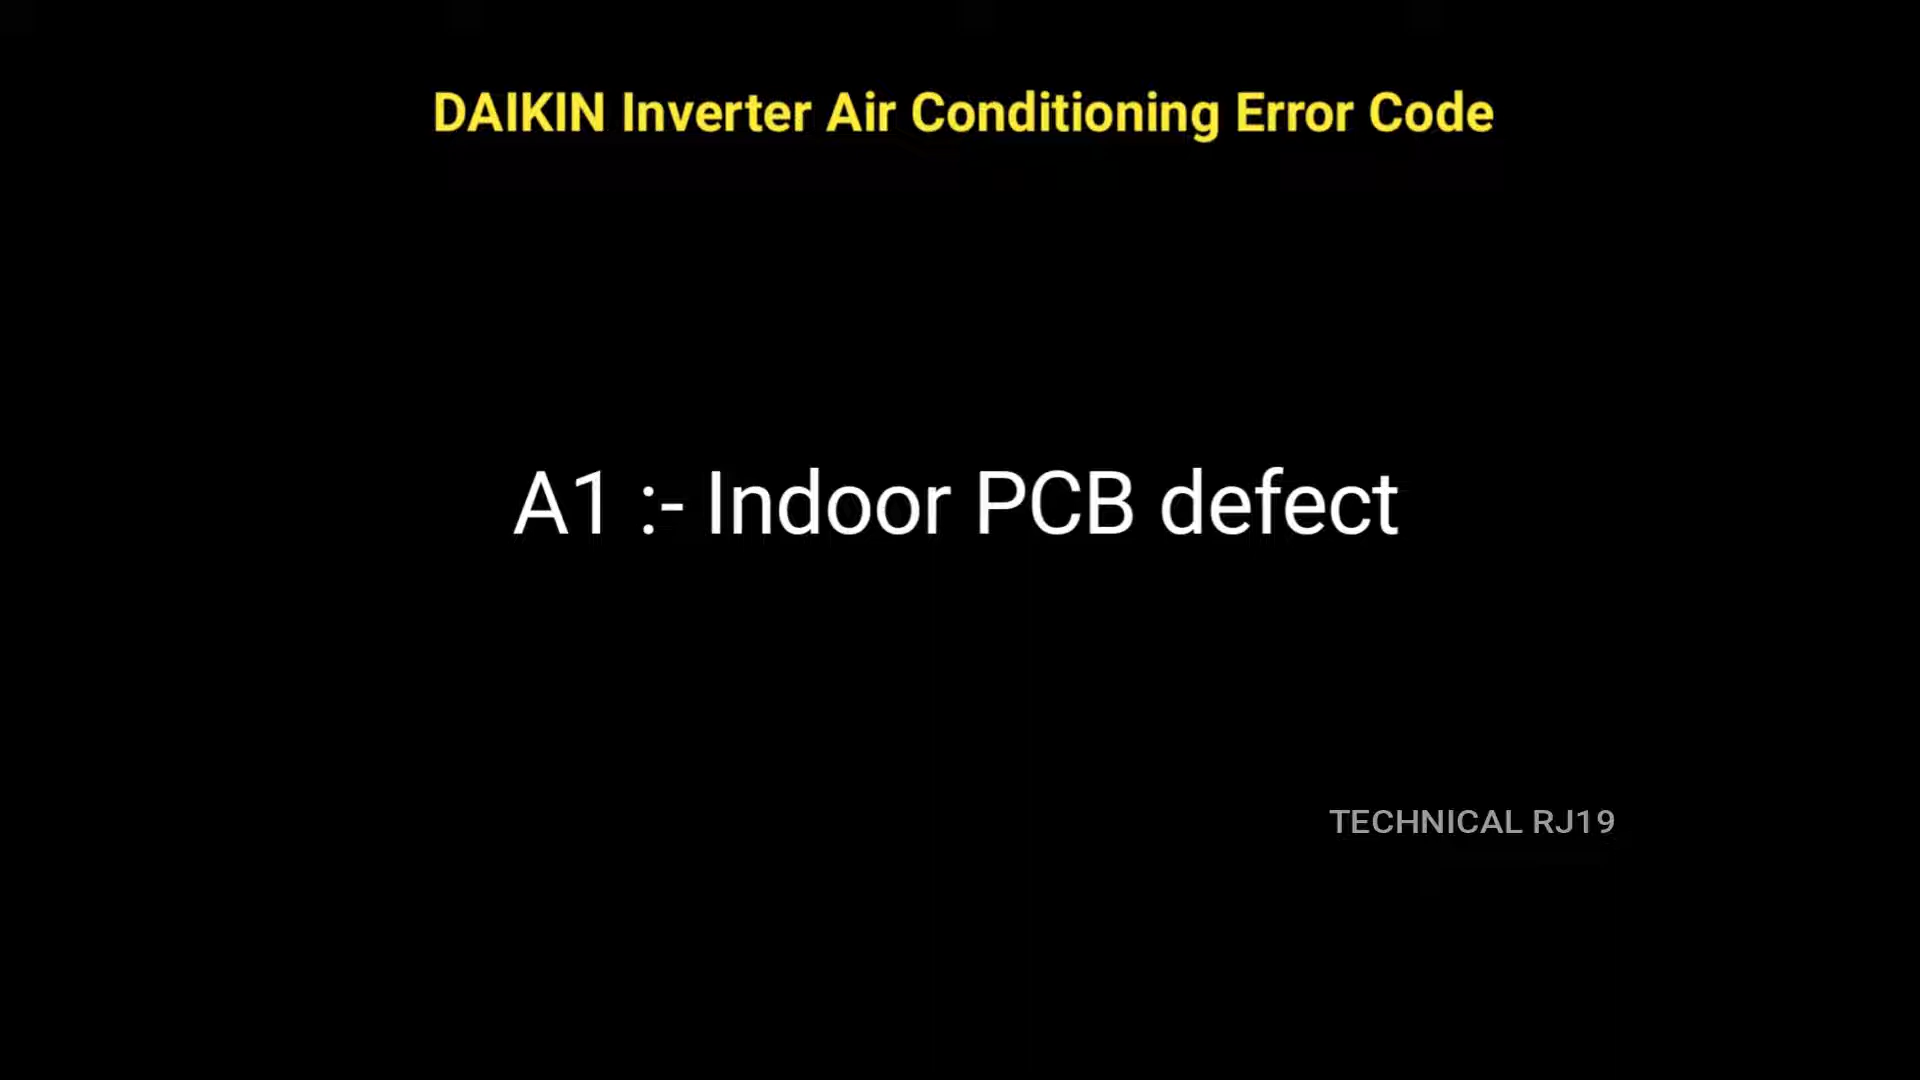 DAIKIN Inverter Air Conditioning Error Code
A1 :- Indoor PCB defect
TECHNICAL RJ19